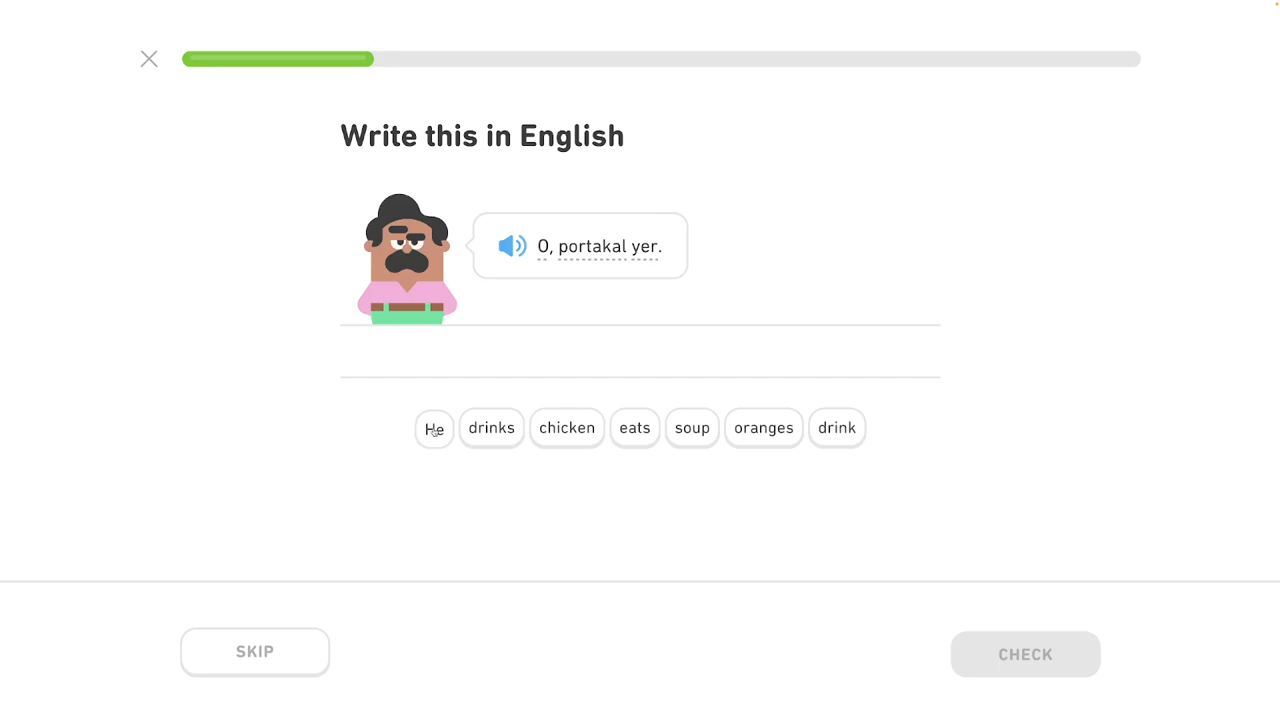 Write this in English
O, portakal yer.
He drinks chicken eats soup oranges drink
SKIP CHECK